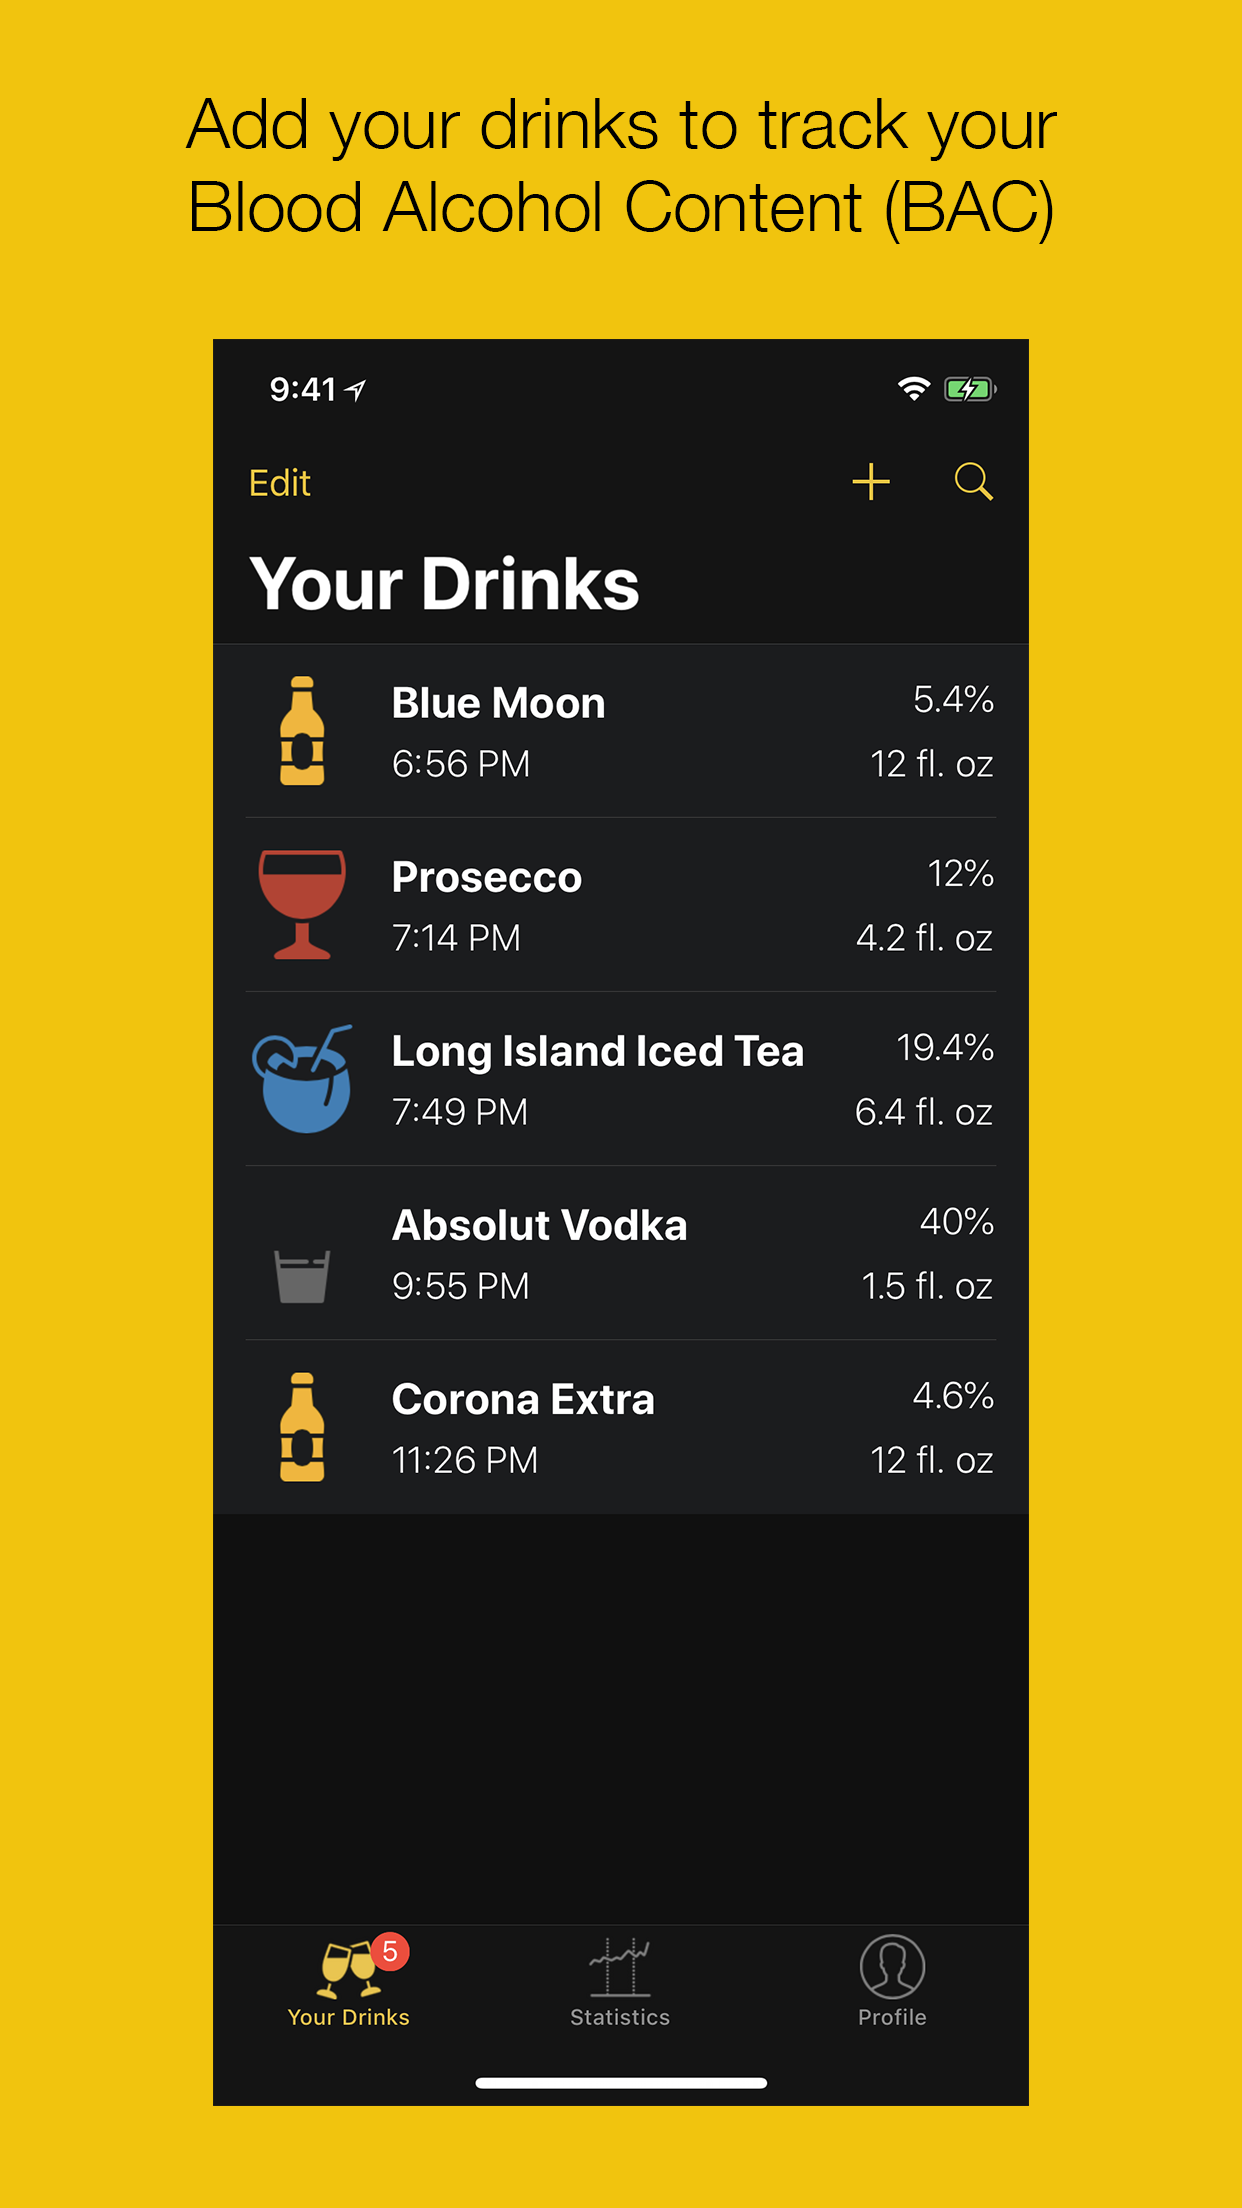 Add your drinks to track your
Blood Alcohol Content (BAC)
9:41
Edit
Your Drinks
Blue Moon 5.4%
6:56 PM 12 fl. oz
Prosecco 12%
7:14 PM 4.2 fl. oz
Long Island Iced Tea 19.4%
7:49 PM 6.4 fl. oz
Absolut Vodka 40%
9:55 PM 1.5 fl. oz
Corona Extra 4.6%
11:26 PM 12 fl. oz
5
Your Drinks Statistics Profile